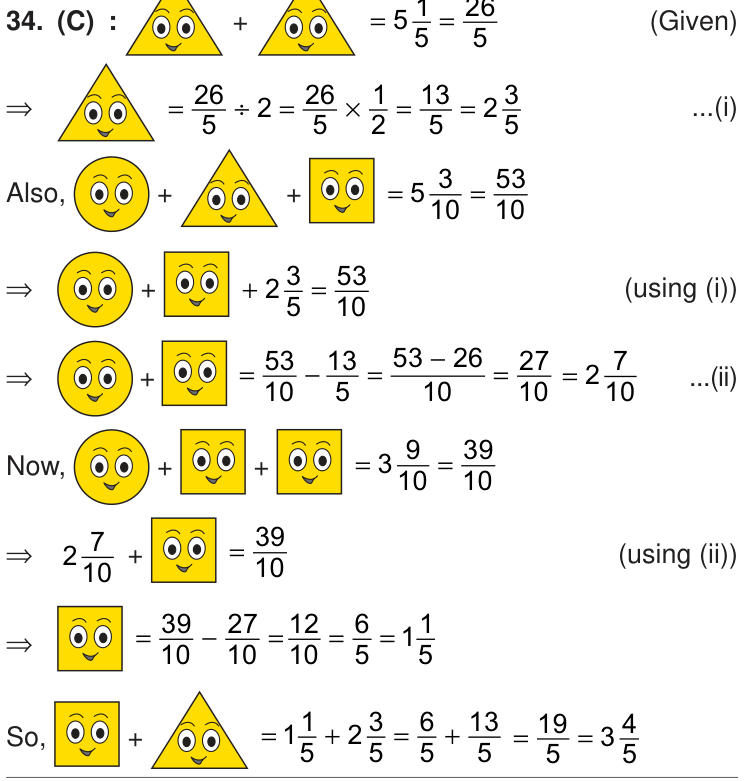 34. (C) : + = 5 1/5 = 26/5 (Given)
⇒ = 26/5 ÷ 2 = 26/5 × 1/2 = 13/5 = 2 3/5 ...(i)
Also, + + = 5 3/10 = 53/10
⇒ + + 2 3/5 = 53/10 (using (i))
⇒ + = 53/10 − 13/5 = 53 − 26/10 = 27/10 = 2 7/10 ...(ii)
Now, + + = 3 9/10 = 39/10
⇒ 2 7/10 + = 39/10 (using (ii))
⇒ = 39/10 − 27/10 = 12/10 = 6/5 = 1 1/5
So, + = 1 1/5 + 2 3/5 = 6/5 + 13/5 = 19/5 = 3 4/5